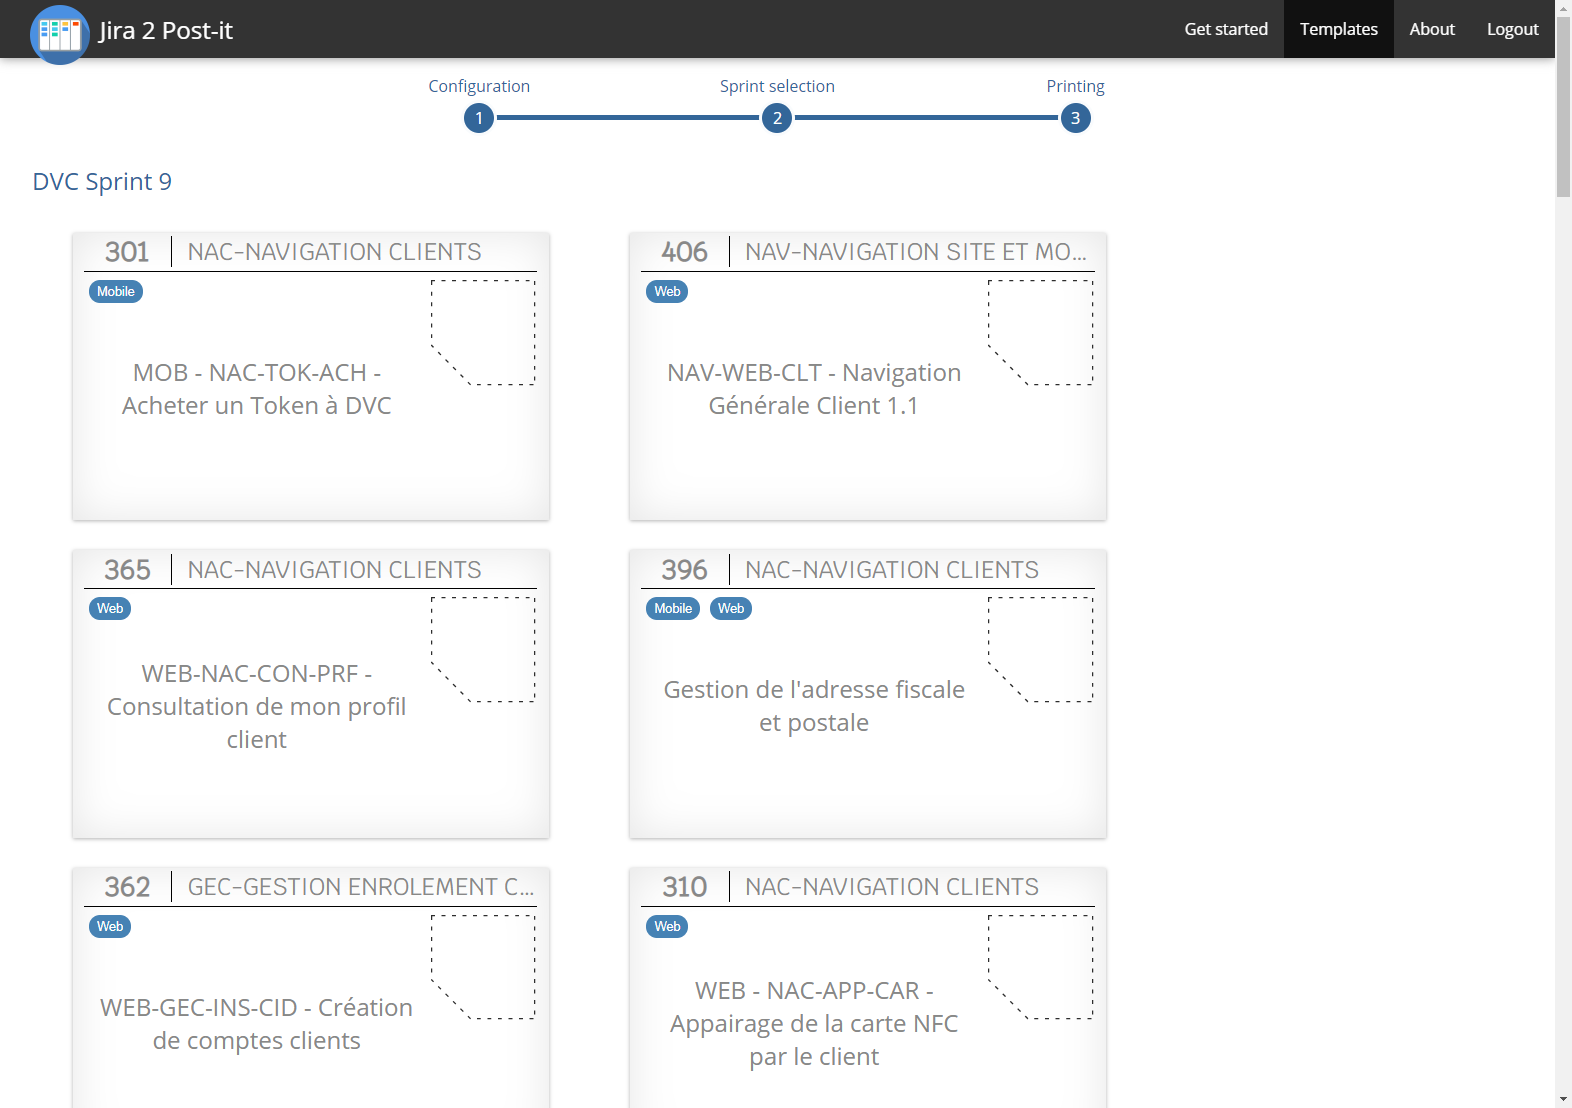 Jira 2 Post-it
Get started
Templates
About
Logout
Configuration
Sprint selection
Printing
1
2
3
DVC Sprint 9
301
NAC-NAVIGATION CLIENTS
Mobile
MOB - NAC-TOK-ACH -
Acheter un Token à DVC
406
NAV-NAVIGATION SITE ET MO...
Web
NAV-WEB-CLT - Navigation
Générale Client 1.1
365
NAC-NAVIGATION CLIENTS
Web
WEB-NAC-CON-PRF -
Consultation de mon profil
client
396
NAC-NAVIGATION CLIENTS
Mobile Web
Gestion de l'adresse fiscale
et postale
362
GEC-GESTION ENROLEMENT C...
Web
WEB-GEC-INS-CID - Création
de comptes clients
310
NAC-NAVIGATION CLIENTS
Web
WEB - NAC-APP-CAR -
Appairage de la carte NFC
par le client